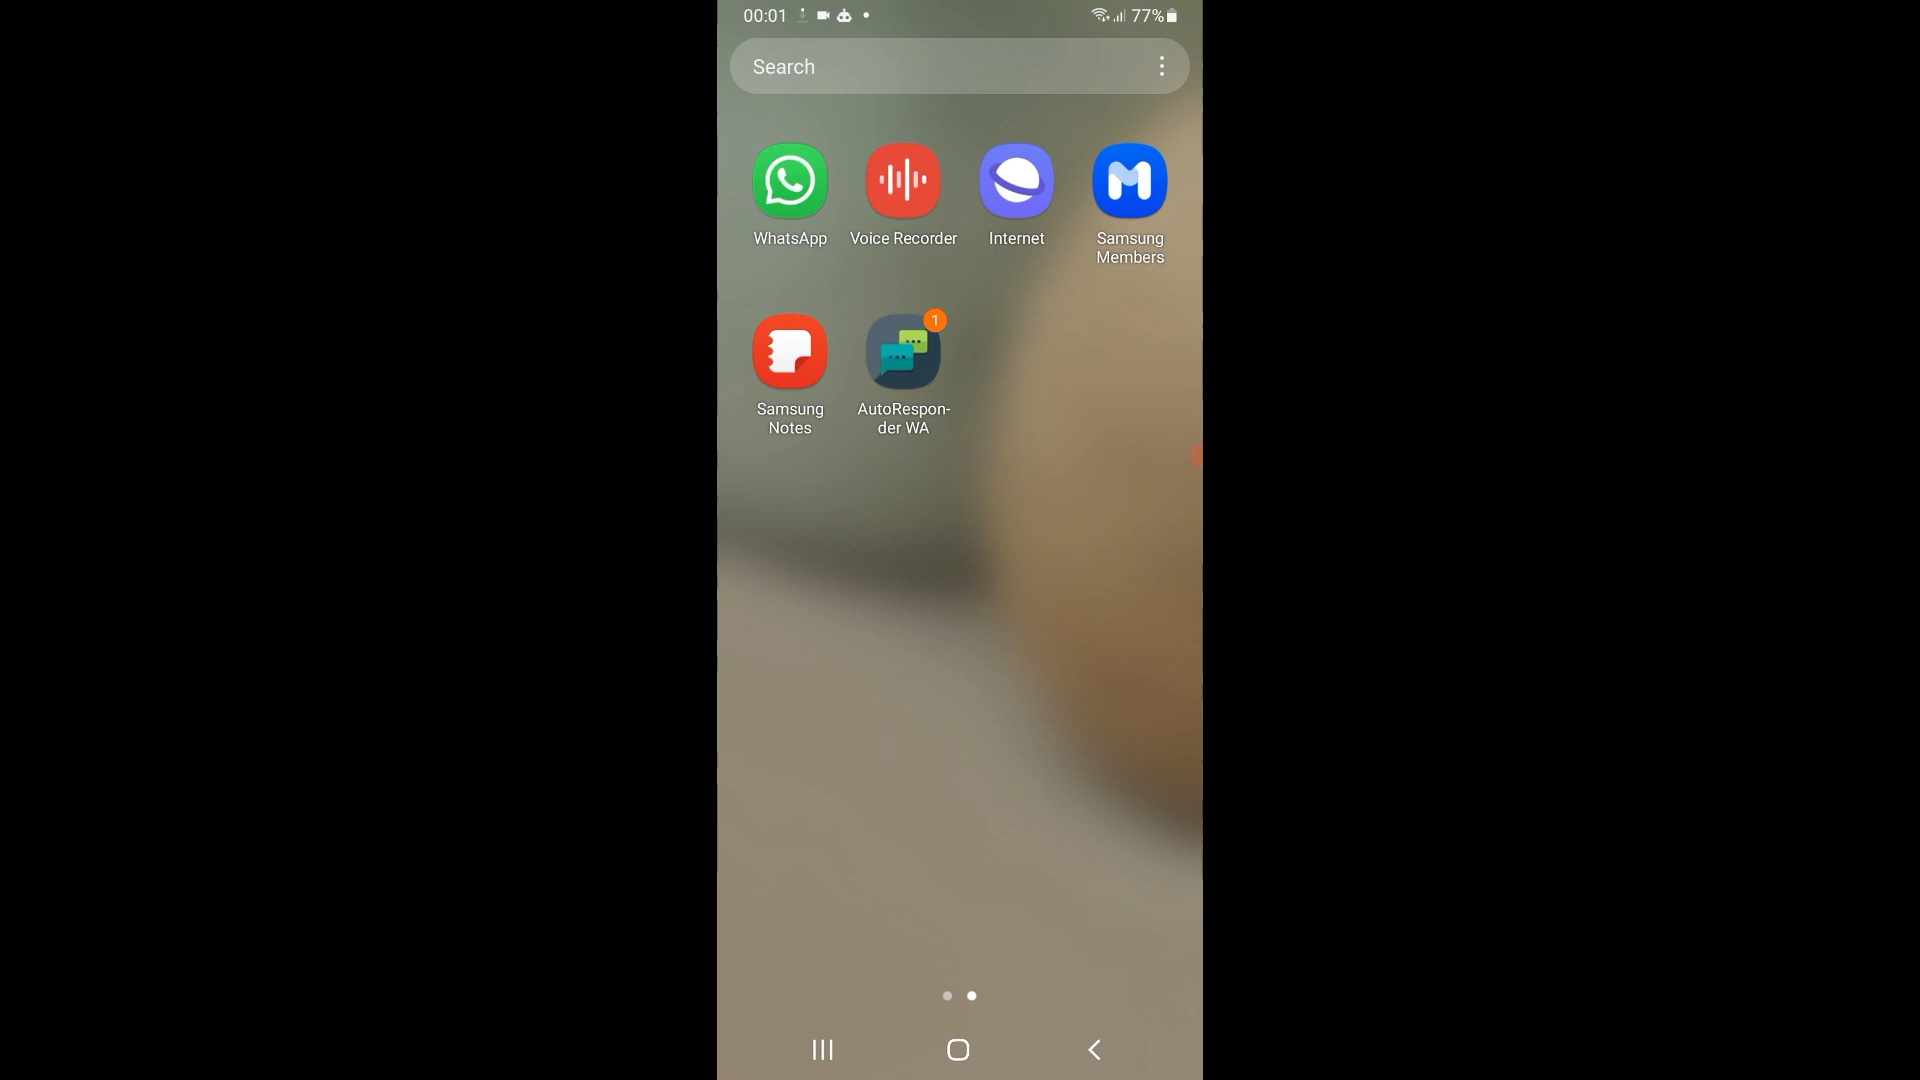 00:01 77%
Search
WhatsApp Voice Recorder Internet Samsung
Members
1
Samsung AutoRespon-
Notes der WA